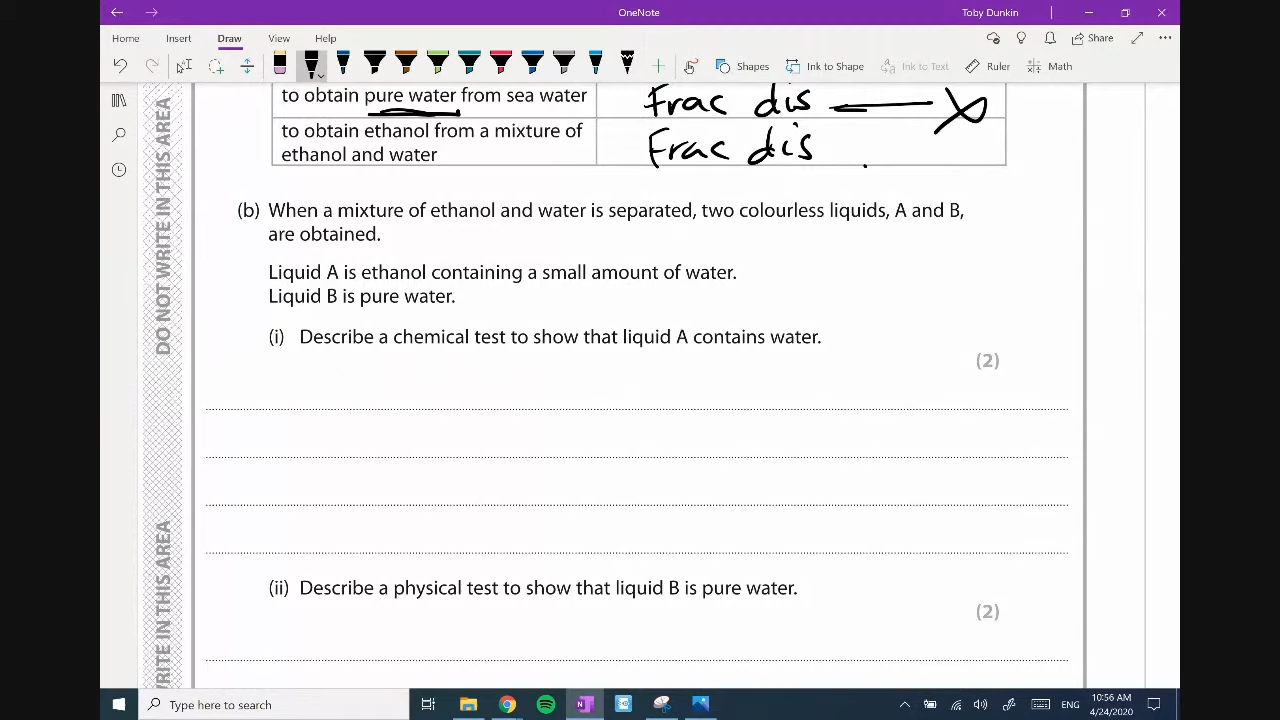 OneNote
Toby Dunkin
Home Insert Draw View Help
Share
Shapes Ink to Shape Ink to Text Ruler Math
to obtain pure water from sea water Frac dis
to obtain ethanol from a mixture of
ethanol and water Frac dis
DO NOT WRITE IN THIS AREA
(b) When a mixture of ethanol and water is separated, two colourless liquids, A and B,
are obtained.
Liquid A is ethanol containing a small amount of water.
Liquid B is pure water.
(i) Describe a chemical test to show that liquid A contains water.
(2)
(ii) Describe a physical test to show that liquid B is pure water.
(2)
WRITE IN THIS AREA
Type here to search
ENG
10:56 AM
4/24/2020